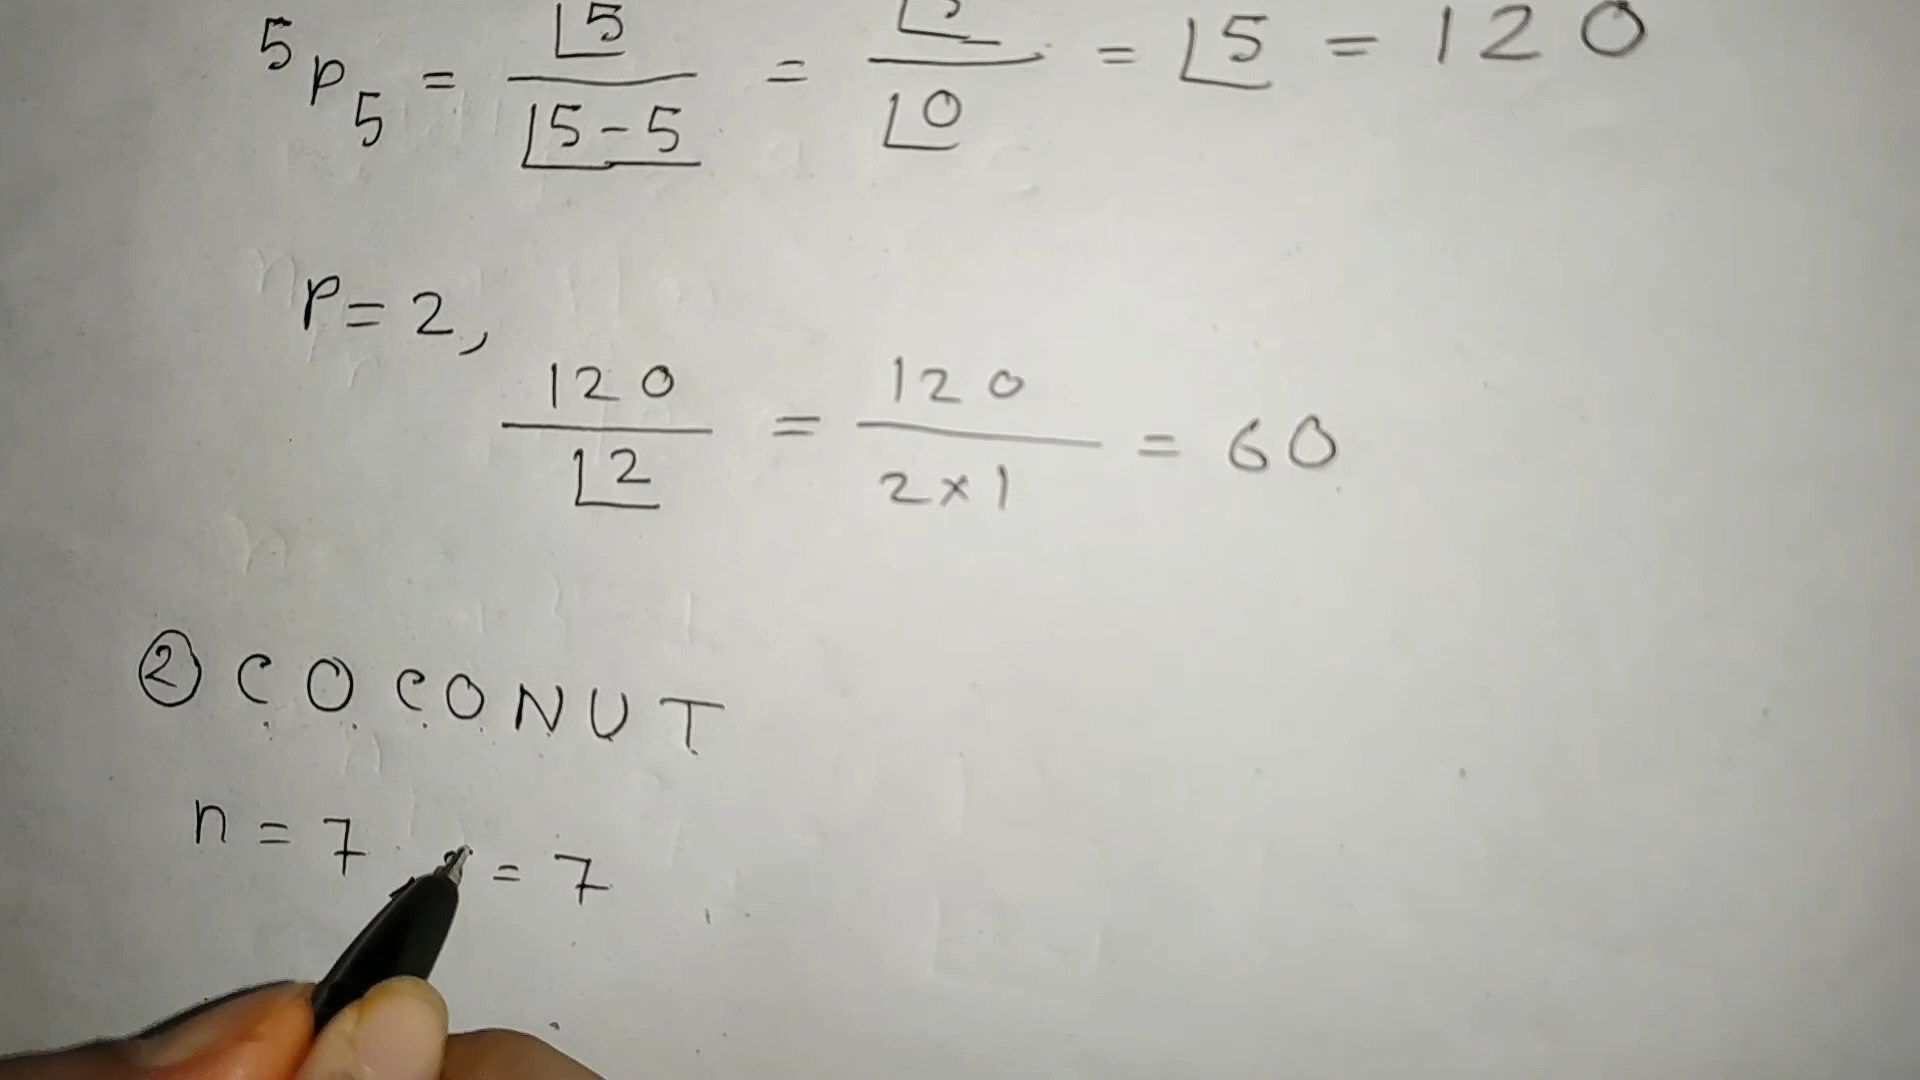 ⁵P₅ = ⌊5 / ⌊5-5 = ⌊5 / ⌊0 = ⌊5 = 120
P = 2,
120 / ⌊2 = 120 / 2×1 = 60
② COCONUT
n = 7, = 7